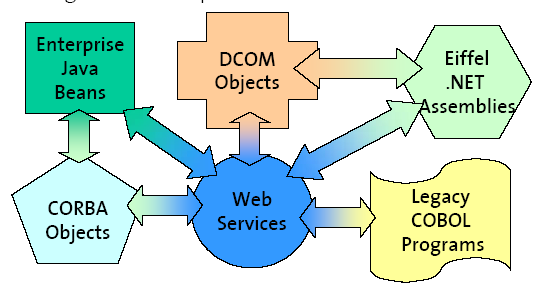 Enterprise
Java
Beans
DCOM
Objects
Eiffel
.NET
Assemblies
CORBA
Objects
Web
Services
Legacy
COBOL
Programs